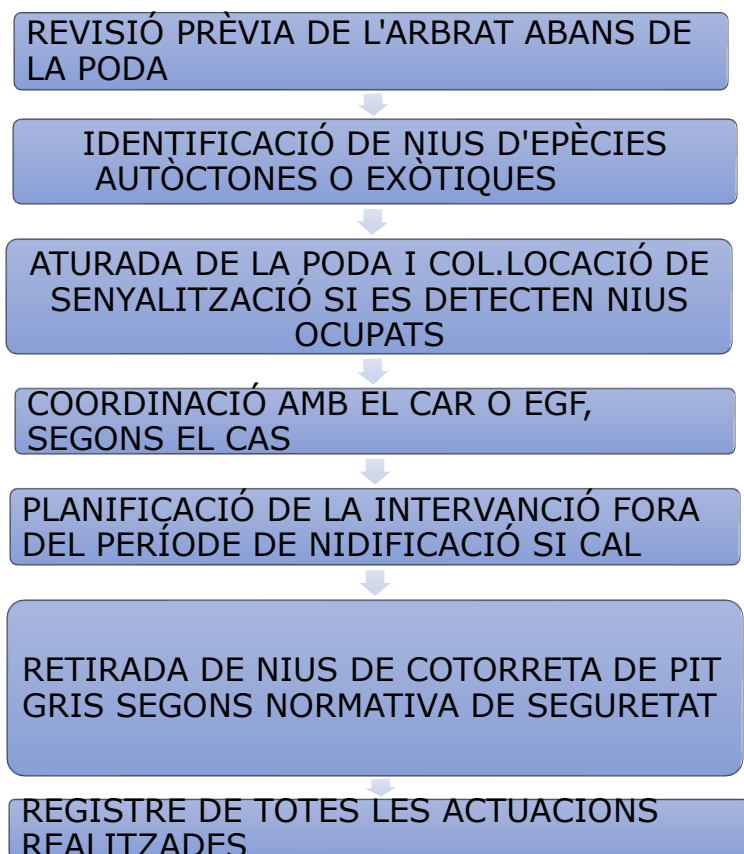 REVISIÓ PRÈVIA DE L'ARBRAT ABANS DE
LA PODA
IDENTIFICACIÓ DE NIUS D'EPÈCIES
AUTÒCTONES O EXÒTIQUES
ATURADA DE LA PODA I COL.LOCACIÓ DE
SENYALITZACIÓ SI ES DETECTEN NIUS
OCUPATS
COORDINACIÓ AMB EL CAR O EGF,
SEGONS EL CAS
PLANIFICACIÓ DE LA INTERVANCIÓ FORA
DEL PERÍODE DE NIDIFICACIÓ SI CAL
RETIRADA DE NIUS DE COTORRETA DE PIT
GRIS SEGONS NORMATIVA DE SEGURETAT
REGISTRE DE TOTES LES ACTUACIONS
REALITZADES